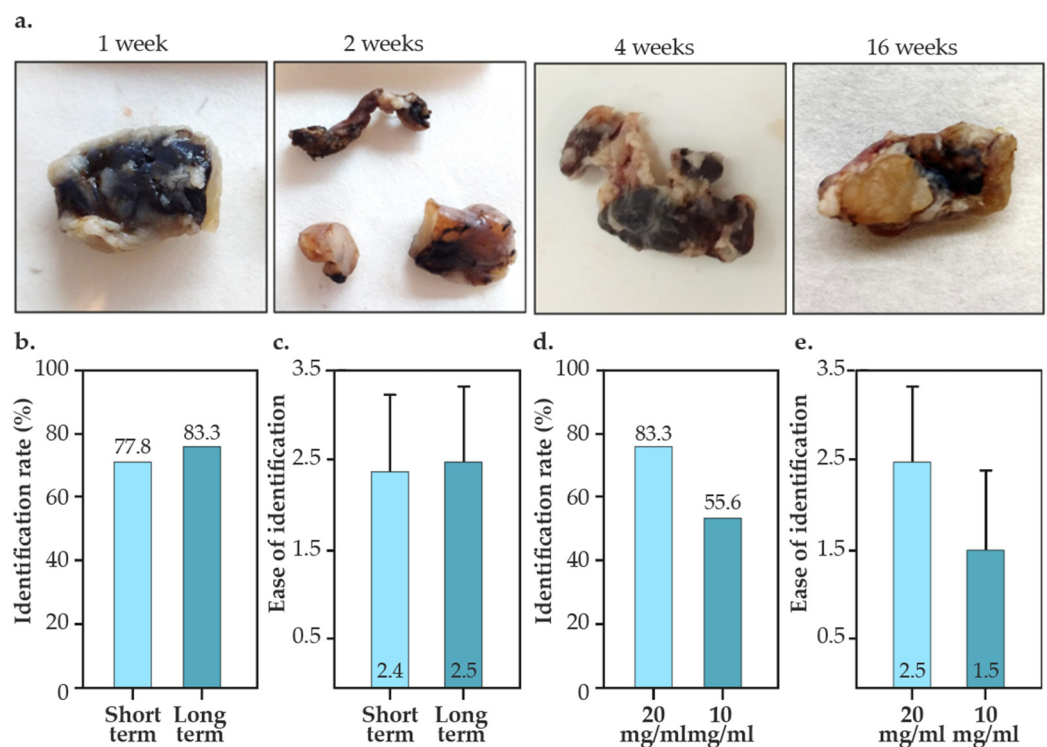 a.
1 week
2 weeks
4 weeks
16 weeks
b.
Identification rate (%)
100
80
60
40
20
0
77.8
83.3
Short term
Long term
c.
Ease of identification
3.5
2.5
1.5
0.5
2.4
2.5
Short term
Long term
d.
Identification rate (%)
100
80
60
40
20
0
83.3
55.6
20 mg/ml
10 mg/ml
e.
Ease of identification
3.5
2.5
1.5
0.5
2.5
1.5
20 mg/ml
10 mg/ml